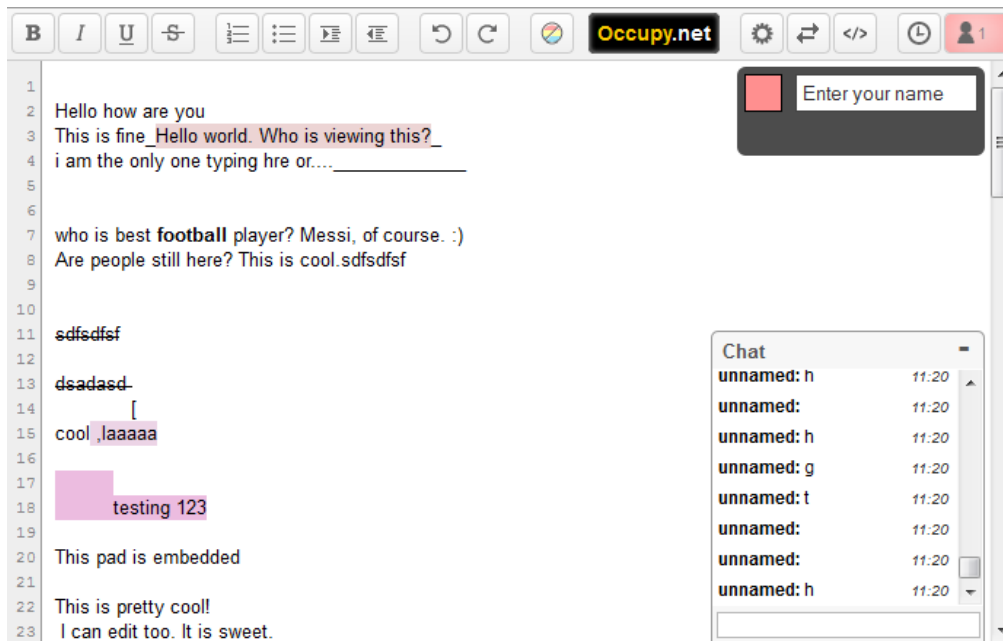 B I U S Occupy.net </> 1
Enter your name
1
2 Hello how are you
3 This is fine_Hello world. Who is viewing this?_
4 i am the only one typing hre or....____________
5
6
7 who is best football player? Messi, of course. :)
8 Are people still here? This is cool.sdfsdfsf
9
10
11 sdfsdfsf
12
13 dsadasd
14 [
15 cool ,laaaaa
16
17
18 testing 123
19
20 This pad is embedded
21
22 This is pretty cool!
23 I can edit too. It is sweet.
Chat -
unnamed: h 11:20
unnamed: 11:20
unnamed: h 11:20
unnamed: g 11:20
unnamed: t 11:20
unnamed: 11:20
unnamed: 11:20
unnamed: h 11:20